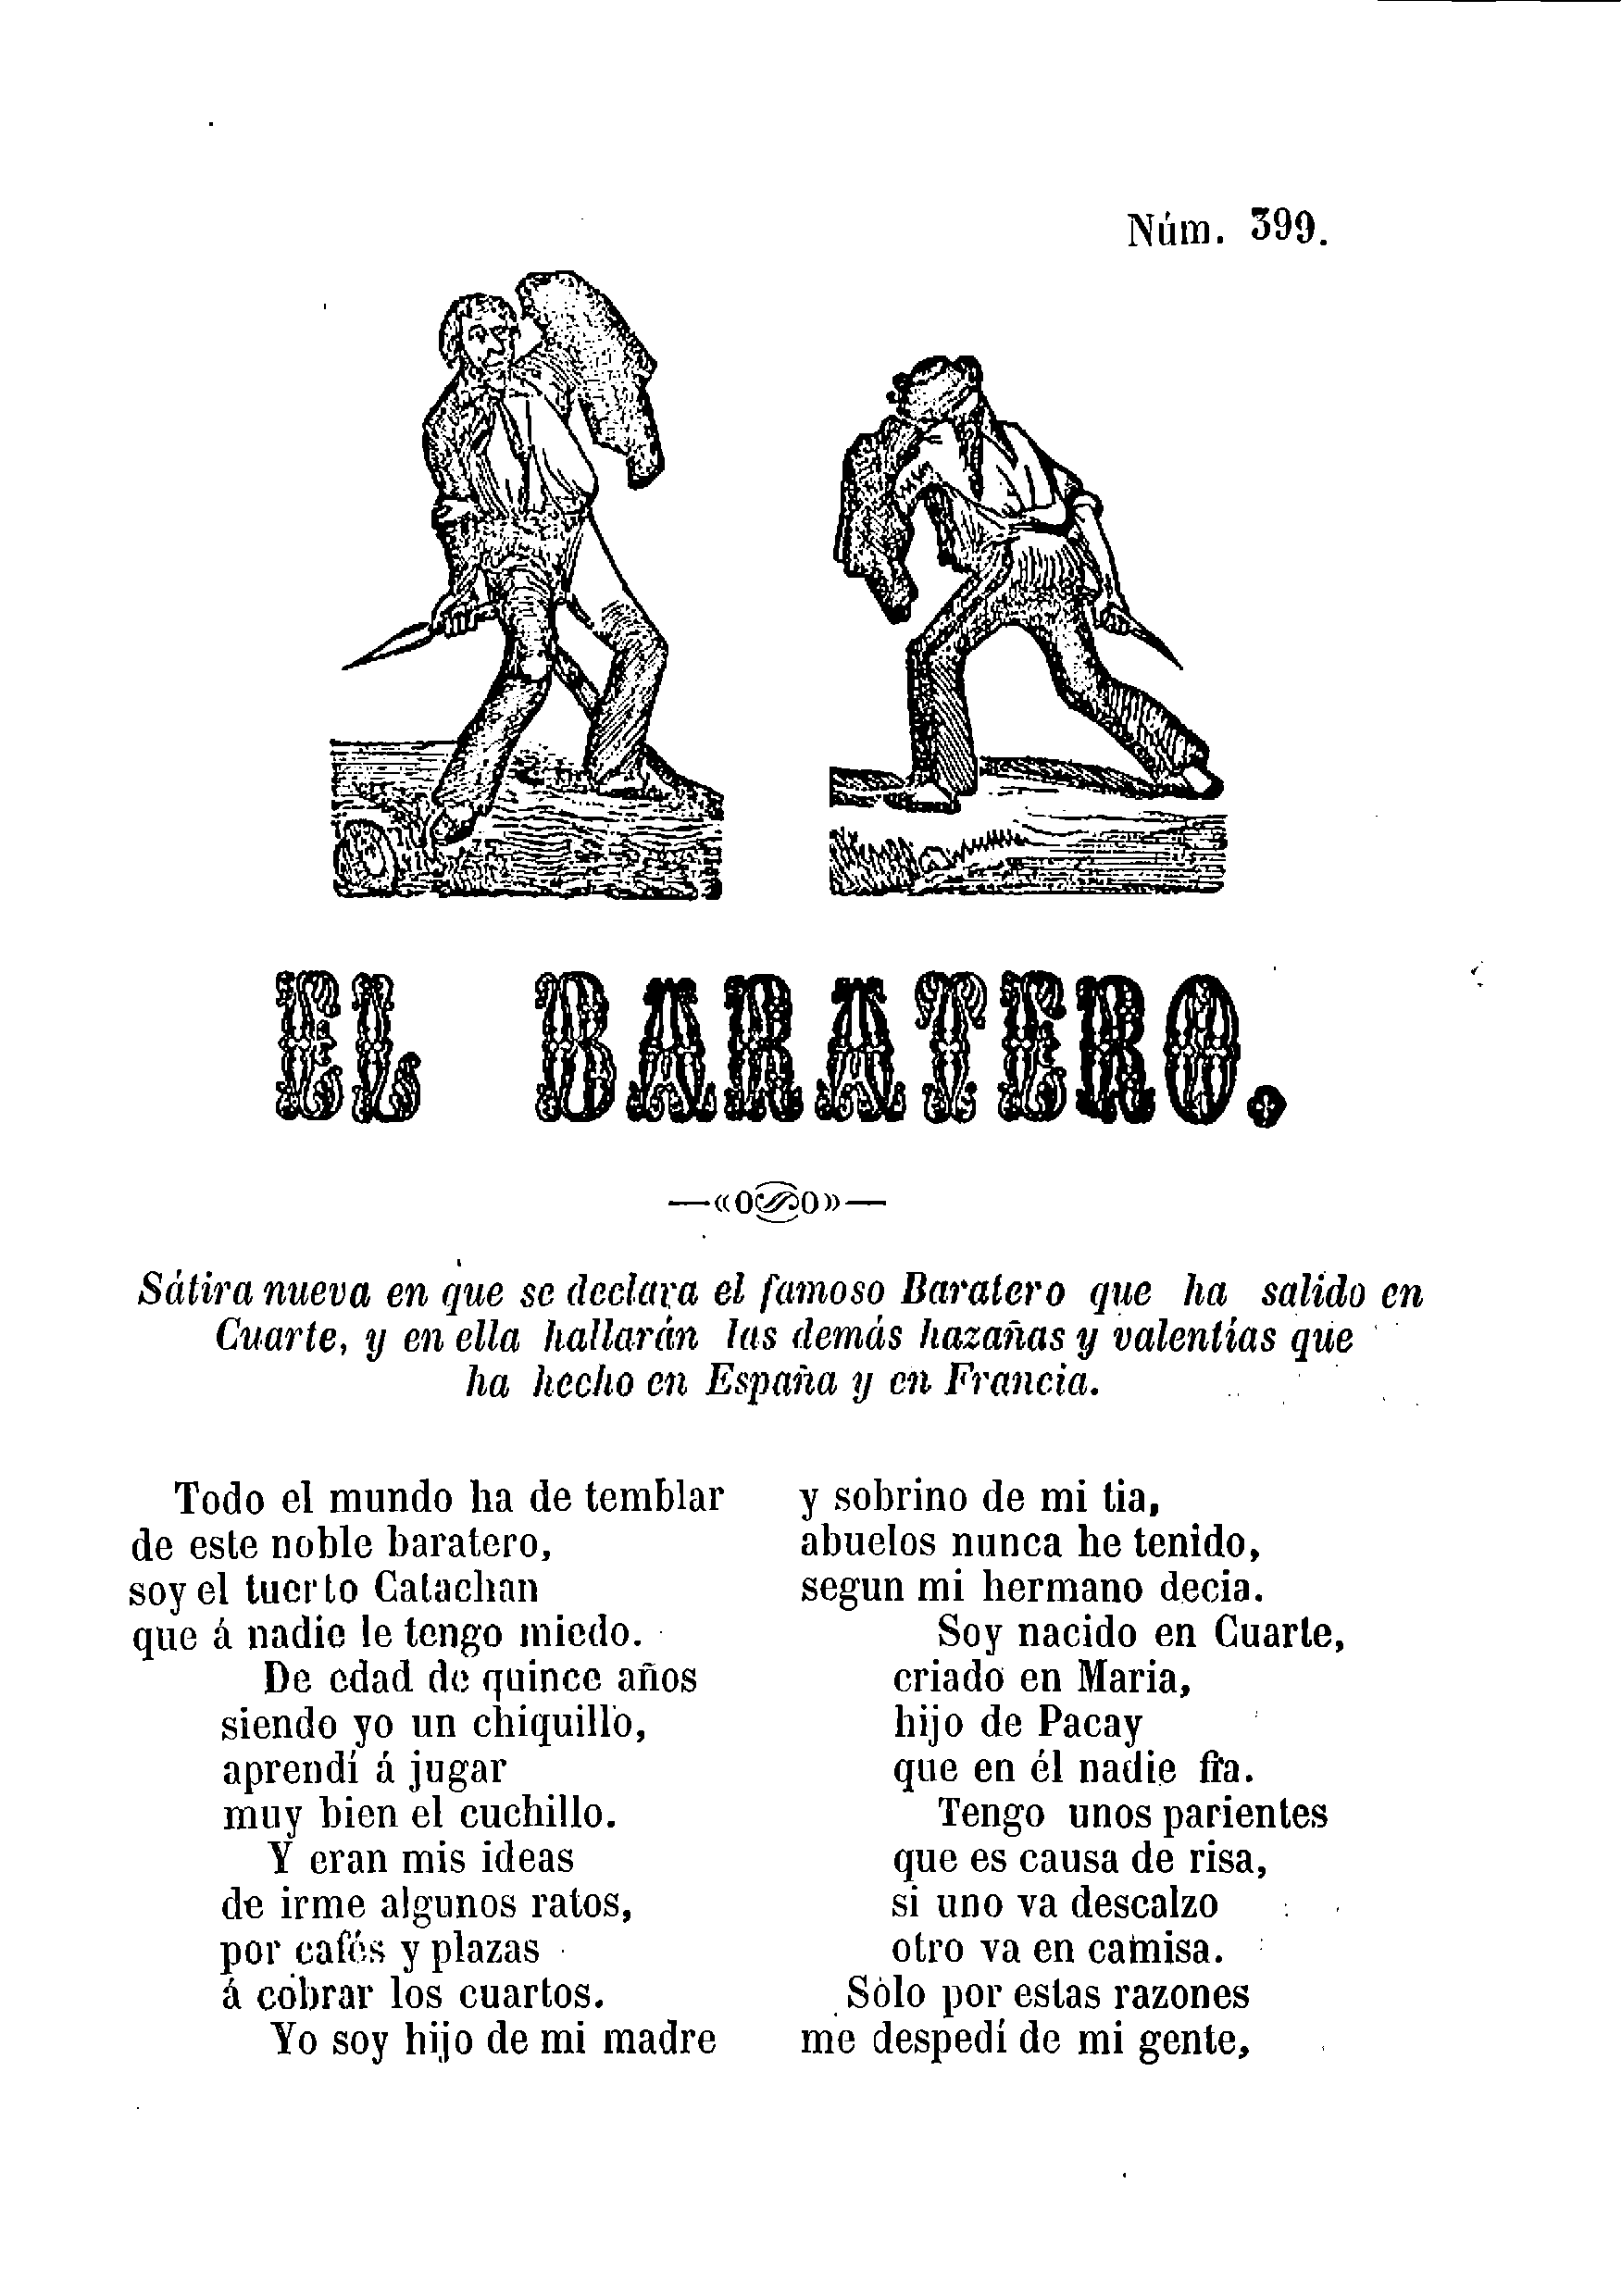 Núm. 399.
EL BARATERO.
Sátira nueva en que se declara el famoso Baratero que ha salido en
Cuarte, y en ella hallarán las demás hazañas y valentías que
ha hecho en España y en Francia.
Todo el mundo ha de temblar
de este noble baratero,
soy el tuerto Catachan
que á nadie le tengo miedo.
De edad de quince años
siendo yo un chiquillo,
aprendí á jugar
muy bien el cuchillo.
Y eran mis ideas
de irme algunos ratos,
por cafés y plazas
á cobrar los cuartos.
Yo soy hijo de mi madre
y sobrino de mi tia,
abuelos nunca he tenido,
segun mi hermano decia.
Soy nacido en Cuarte,
criado en Maria,
hijo de Pacay
que en él nadie fia.
Tengo unos parientes
que es causa de risa,
si uno va descalzo
otro va en camisa.
Sólo por estas razones
me despedí de mi gente,